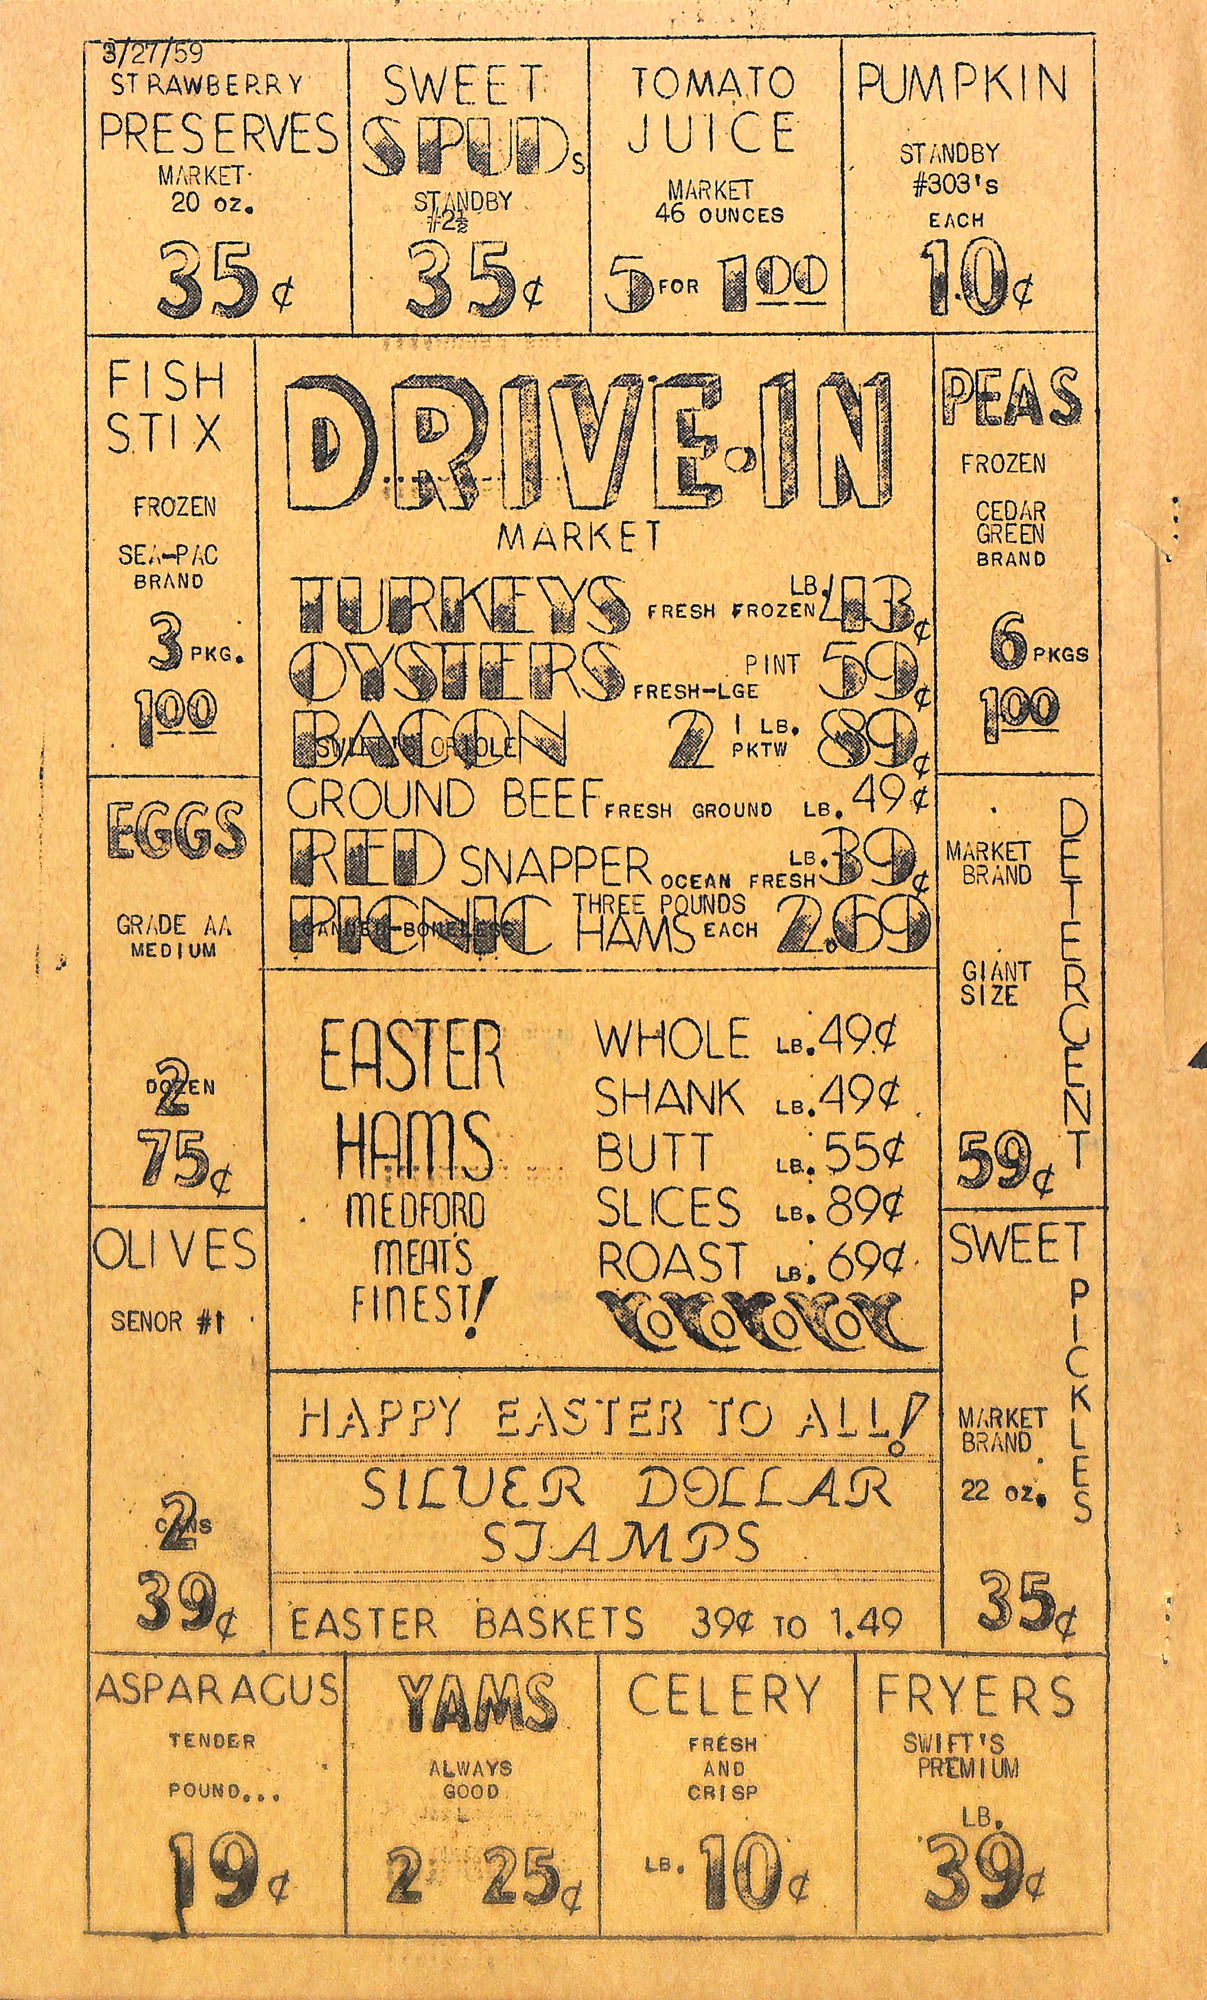 3/27/59
STRAWBERRY
PRESERVES
MARKET
20 oz.
35¢
SWEET
SPUDs
STANDBY
#2½
35¢
TOMATO
JUICE
MARKET
46 OUNCES
5 FOR 1.00
PUMPKIN
STANDBY
#303's
EACH
10¢
FISH
STIX
FROZEN
SEA-PAC
BRAND
3 PKG.
1.00
DRIVE-IN
MARKET
TURKEYS FRESH FROZEN LB. 43¢
OYSTERS FRESH-LGE PINT 59¢
BACON 2 1 LB. PKTW 89¢
GROUND BEEF FRESH GROUND LB. 49¢
RED SNAPPER OCEAN FRESH LB. 39¢
PICNIC HAMS CANNED-BONELESS THREE POUNDS EACH 2.69
PEAS
FROZEN
CEDAR
GREEN
BRAND
6 PKGS
1.00
EGGS
GRADE AA
MEDIUM
2
DOZEN
75¢
EASTER
HAMS
MEDFORD
MEAT'S
FINEST!
WHOLE LB. 49¢
SHANK LB. 49¢
BUTT LB. 55¢
SLICES LB. 89¢
ROAST LB. 69¢
DETERGENT
MARKET
BRAND
GIANT
SIZE
59¢
OLIVES
SENOR #1
2
CANS
39¢
HAPPY EASTER TO ALL!
SILVER DOLLAR
STAMPS
EASTER BASKETS 39¢ TO 1.49
SWEET
PICKLES
MARKET
BRAND
22 oz.
35¢
ASPARAGUS
TENDER
POUND...
19¢
YAMS
ALWAYS
GOOD
2 25¢
CELERY
FRESH
AND
CRISP
LB. 10¢
FRYERS
SWIFT'S
PREMIUM
LB.
39¢